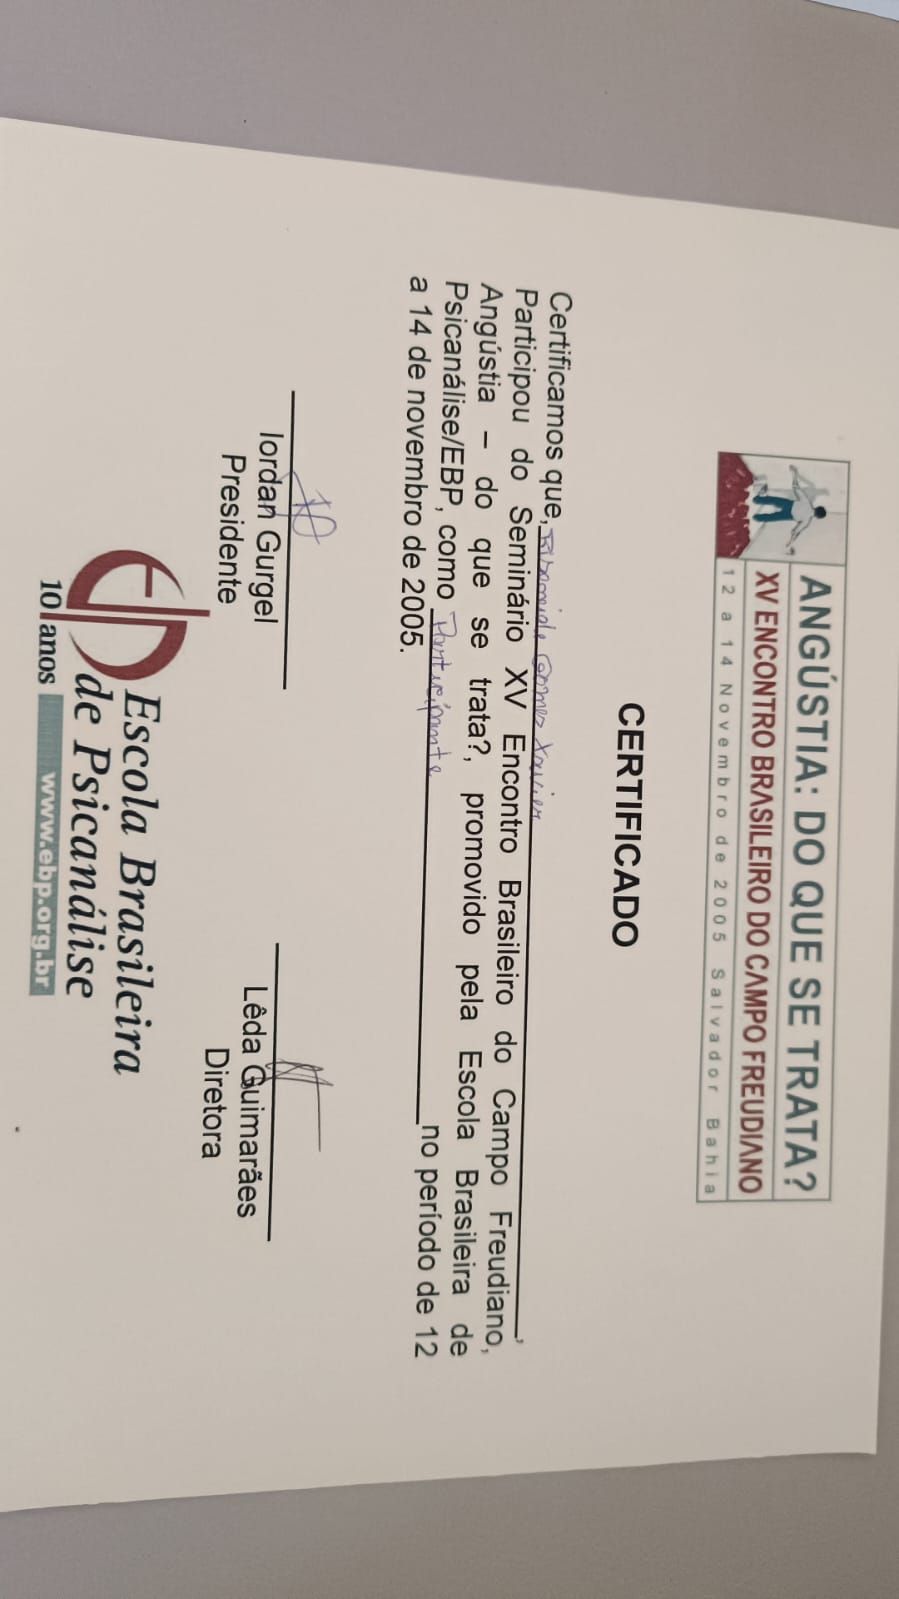 ANGÚSTIA: DO QUE SE TRATA?
XV ENCONTRO BRASILEIRO DO CAMPO FREUDIANO
12 a 14 Novembro de 2005 Salvador Bahia
CERTIFICADO
Certificamos que, Gomes Xavier,
Participou do Seminário XV Encontro Brasileiro do Campo Freudiano,
Angústia – do que se trata?, promovido pela Escola Brasileira de
Psicanálise/EBP, como Participante no período de 12
a 14 de novembro de 2005.
Iordan Gurgel
Presidente
Lêda Guimarães
Diretora
Escola Brasileira
de Psicanálise
10 anos www.ebp.org.br